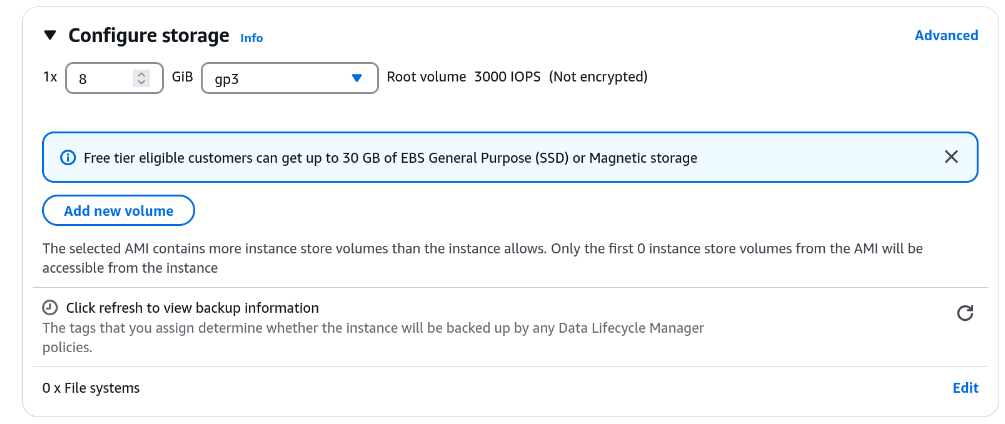 Configure storage Info Advanced
1x 8 GiB gp3 Root volume 3000 IOPS (Not encrypted)
Free tier eligible customers can get up to 30 GB of EBS General Purpose (SSD) or Magnetic storage
Add new volume
The selected AMI contains more instance store volumes than the instance allows. Only the first 0 instance store volumes from the AMI will be
accessible from the instance
Click refresh to view backup information
The tags that you assign determine whether the instance will be backed up by any Data Lifecycle Manager
policies.
0 x File systems Edit